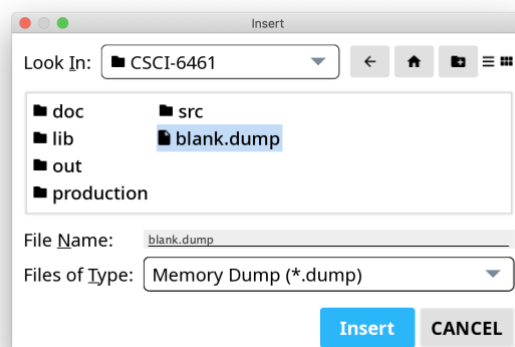 Insert
Look In: CSCI-6461
doc src
lib blank.dump
out
production
File Name: blank.dump
Files of Type: Memory Dump (*.dump)
Insert CANCEL